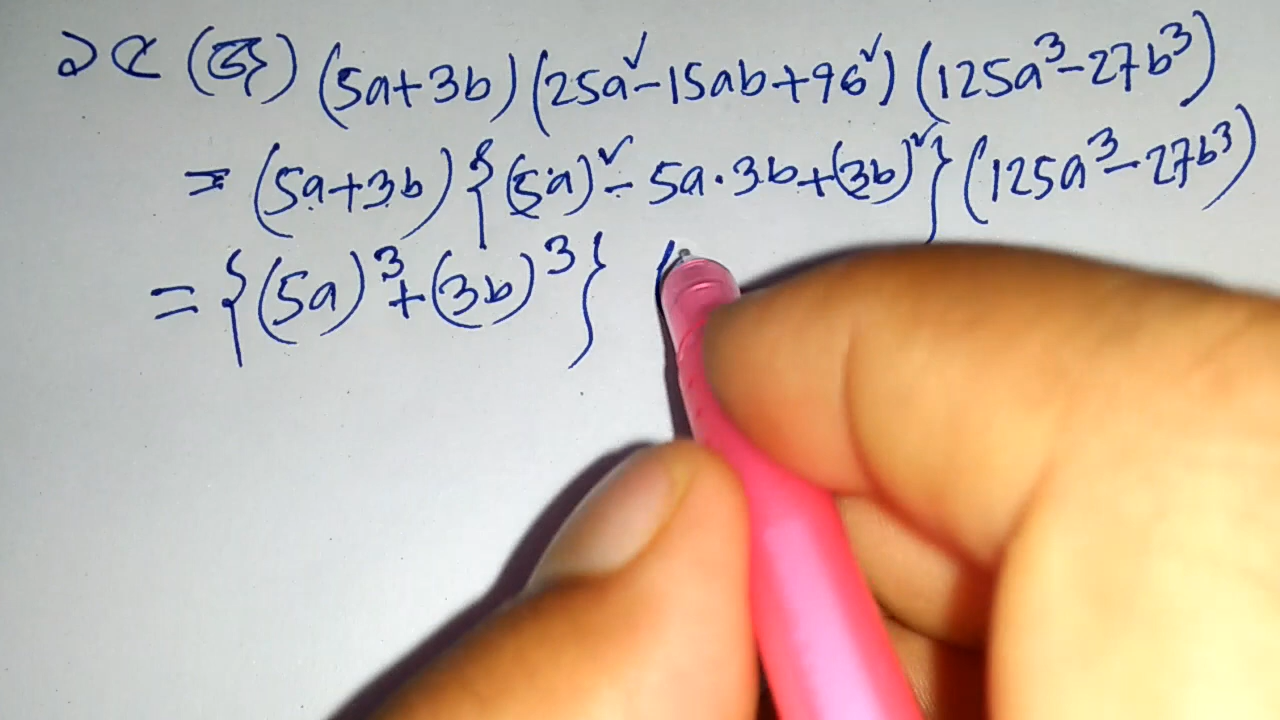 ১৫ (ঙ) (5a+3b)(25a²-15ab+9b²)(125a³-27b³)
= (5a+3b){(5a)²-5a·3b+(3b)²}(125a³-27b³)
= {(5a)³+(3b)³} (